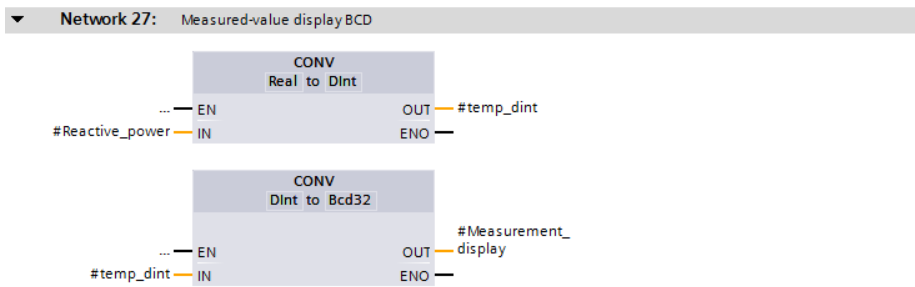 Network 27: Measured-value display BCD
CONV
Real to DInt
... EN OUT #temp_dint
#Reactive_power IN ENO
CONV
DInt to Bcd32
#Measurement_
... EN OUT display
#temp_dint IN ENO